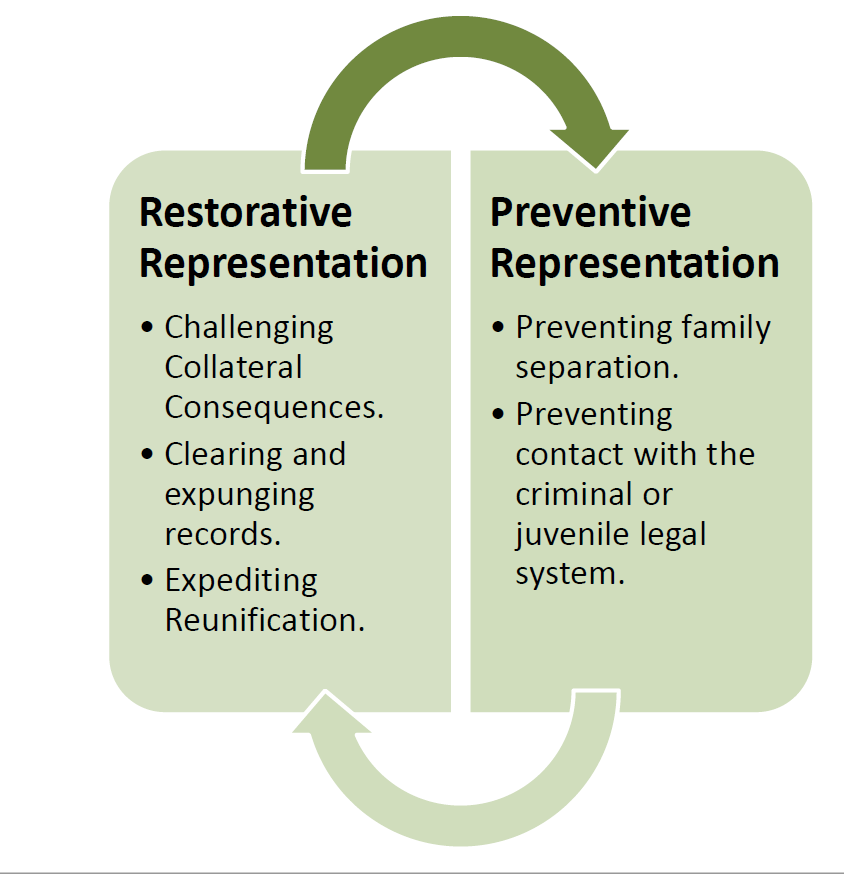 Restorative
Representation
• Challenging
Collateral
Consequences.
• Clearing and
expunging
records.
• Expediting
Reunification.
Preventive
Representation
• Preventing family
separation.
• Preventing
contact with the
criminal or
juvenile legal
system.